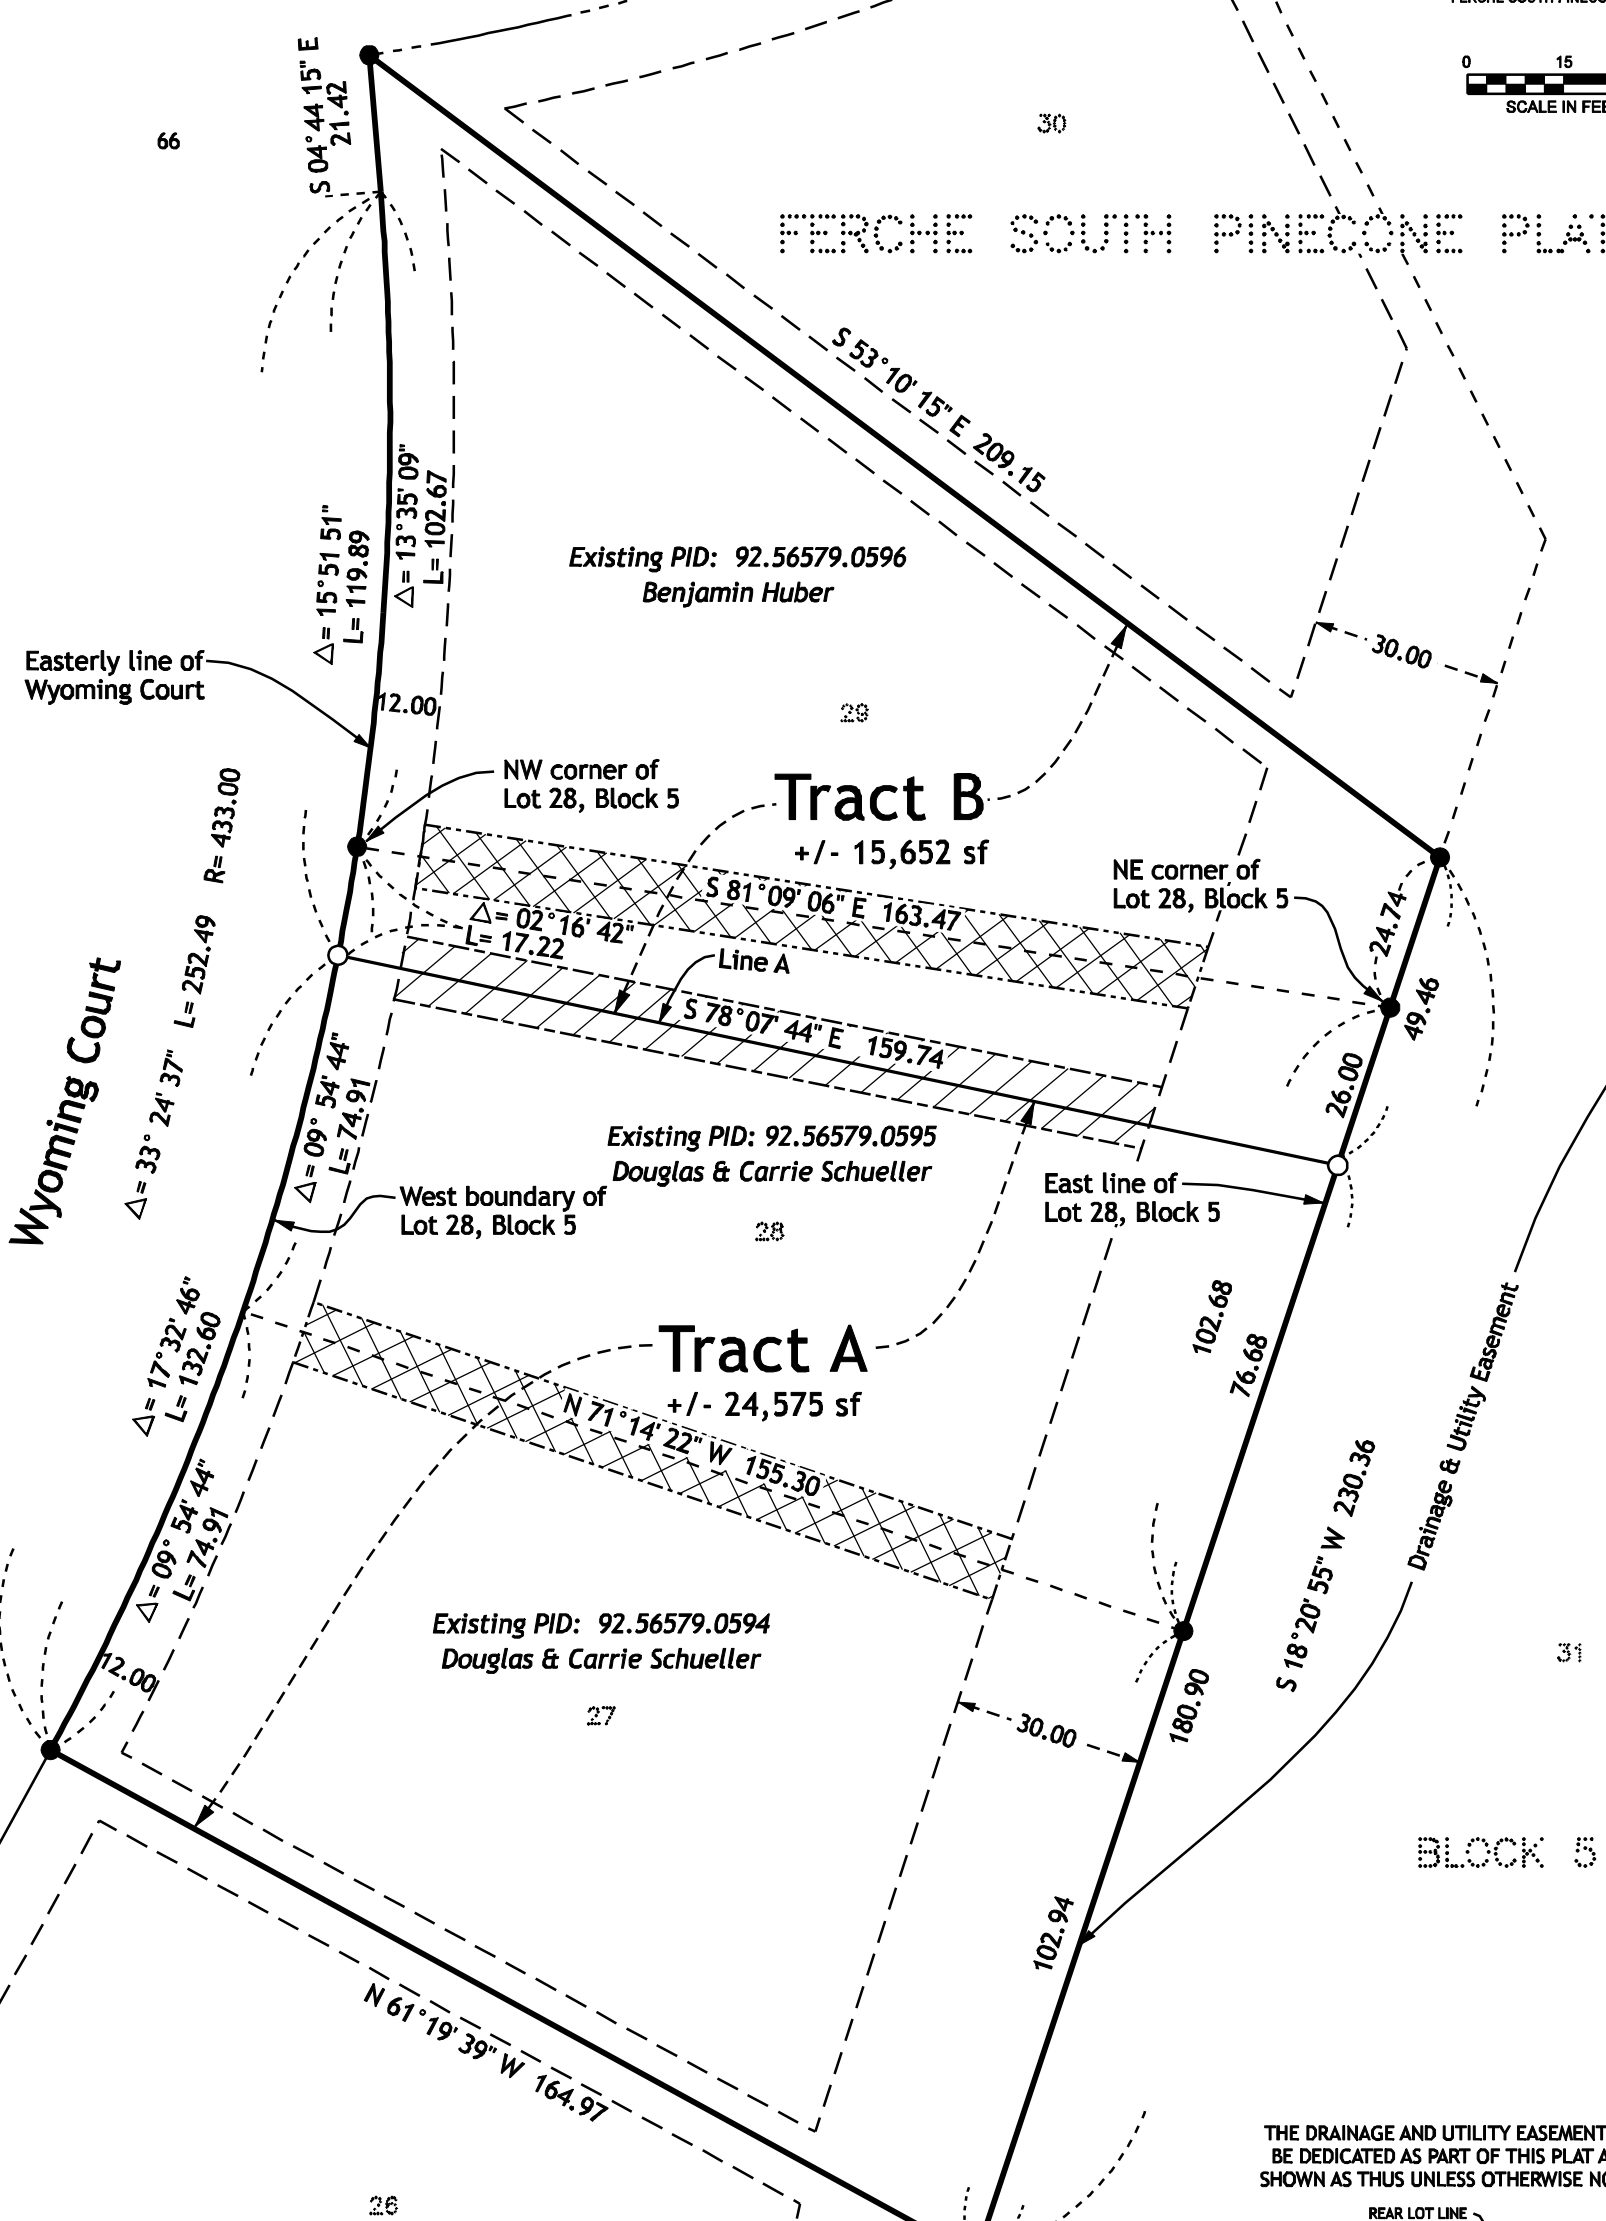 0 15
SCALE IN FEE
S 04°44' 15" E
21.42
66
30
FERCHE SOUTH PINECONE PLA
S 53°10' 15" E 209.15
△= 15°51' 51"
L= 119.89
△= 13°35' 09"
L= 102.67
Existing PID: 92.56579.0596
Benjamin Huber
30.00
Easterly line of
Wyoming Court
12.00
29
NW corner of
Lot 28, Block 5
Tract B
+/- 15,652 sf
R= 433.00
L= 252.49
△= 33° 24' 37"
NE corner of
Lot 28, Block 5
S 81°09' 06" E 163.47
△= 02°16' 42"
L= 17.22
24.74
Line A
49.46
S 78°07' 44" E 159.74
26.00
Wyoming Court
△= 09° 54' 44"
L= 74.91
Existing PID: 92.56579.0595
Douglas & Carrie Schueller
West boundary of
Lot 28, Block 5
East line of
Lot 28, Block 5
28
102.68
76.68
△= 17°32' 46"
L= 132.60
Tract A
+/- 24,575 sf
N 71°14' 22" W 155.30
Drainage & Utility Easement
S 18°20' 55" W 230.36
△= 09° 54' 44"
L= 74.91
Existing PID: 92.56579.0594
Douglas & Carrie Schueller
31
12.00
27
30.00
180.90
BLOCK 5
102.94
N 61°19' 39" W 164.97
THE DRAINAGE AND UTILITY EASEMENT
BE DEDICATED AS PART OF THIS PLAT A
SHOWN AS THUS UNLESS OTHERWISE NO
26
REAR LOT LINE